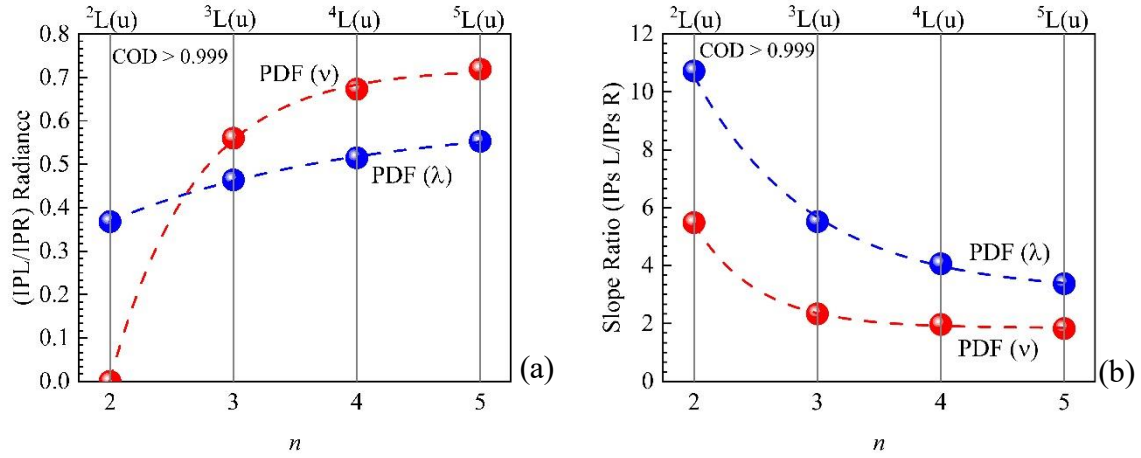 ²L(u) ³L(u) ⁴L(u) ⁵L(u)
COD > 0.999
PDF (ν)
PDF (λ)
(IPL/IPR) Radiance
0.8
0.7
0.6
0.5
0.4
0.3
0.2
0.1
0.0
2 3 4 5
n
(a)
²L(u) ³L(u) ⁴L(u) ⁵L(u)
COD > 0.999
PDF (λ)
PDF (ν)
Slope Ratio (IPs L/IPs R)
12
10
8
6
4
2
0
2 3 4 5
n
(b)